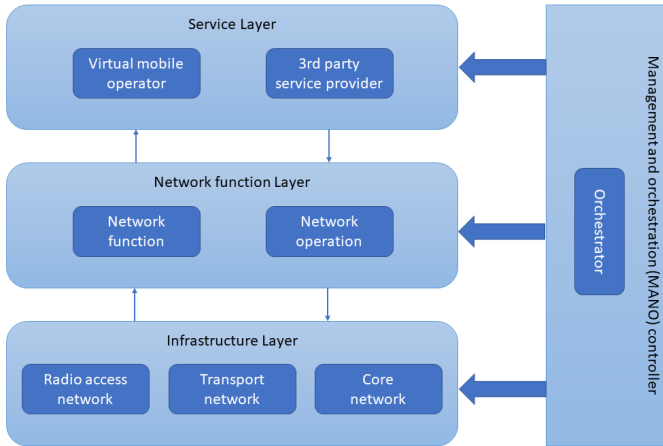 Service Layer
Virtual mobile
operator
3rd party
service provider
Network function Layer
Network
function
Network
operation
Infrastructure Layer
Radio access
network
Transport
network
Core
network
Management and orchestration (MANO) controller
Orchestrator